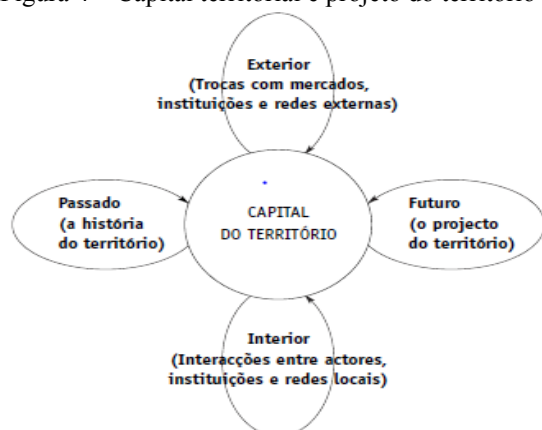 Figura 4 – Capital territorial e projeto do território
Exterior
(Trocas com mercados,
instituições e redes externas)
Passado
(a história
do território)
CAPITAL
DO TERRITÓRIO
Futuro
(o projecto
do território)
Interior
(Interacções entre actores,
instituições e redes locais)